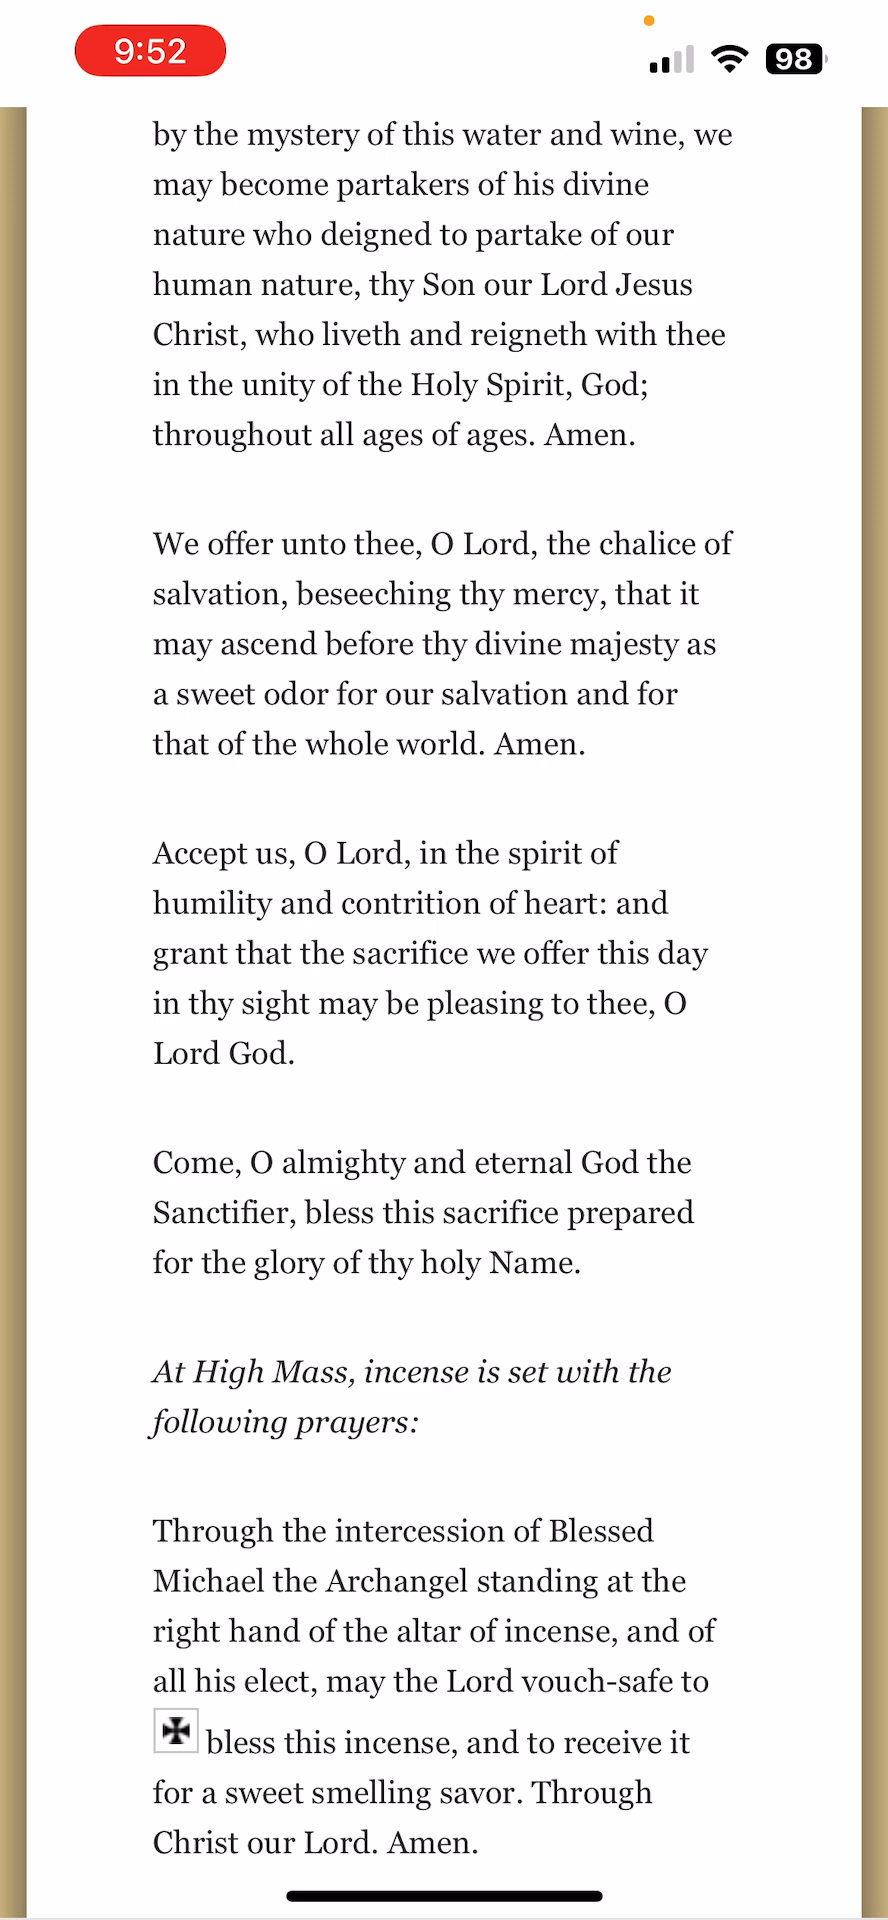 9:52
98
by the mystery of this water and wine, we
may become partakers of his divine
nature who deigned to partake of our
human nature, thy Son our Lord Jesus
Christ, who liveth and reigneth with thee
in the unity of the Holy Spirit, God;
throughout all ages of ages. Amen.
We offer unto thee, O Lord, the chalice of
salvation, beseeching thy mercy, that it
may ascend before thy divine majesty as
a sweet odor for our salvation and for
that of the whole world. Amen.
Accept us, O Lord, in the spirit of
humility and contrition of heart: and
grant that the sacrifice we offer this day
in thy sight may be pleasing to thee, O
Lord God.
Come, O almighty and eternal God the
Sanctifier, bless this sacrifice prepared
for the glory of thy holy Name.
At High Mass, incense is set with the
following prayers:
Through the intercession of Blessed
Michael the Archangel standing at the
right hand of the altar of incense, and of
all his elect, may the Lord vouch-safe to
✠ bless this incense, and to receive it
for a sweet smelling savor. Through
Christ our Lord. Amen.